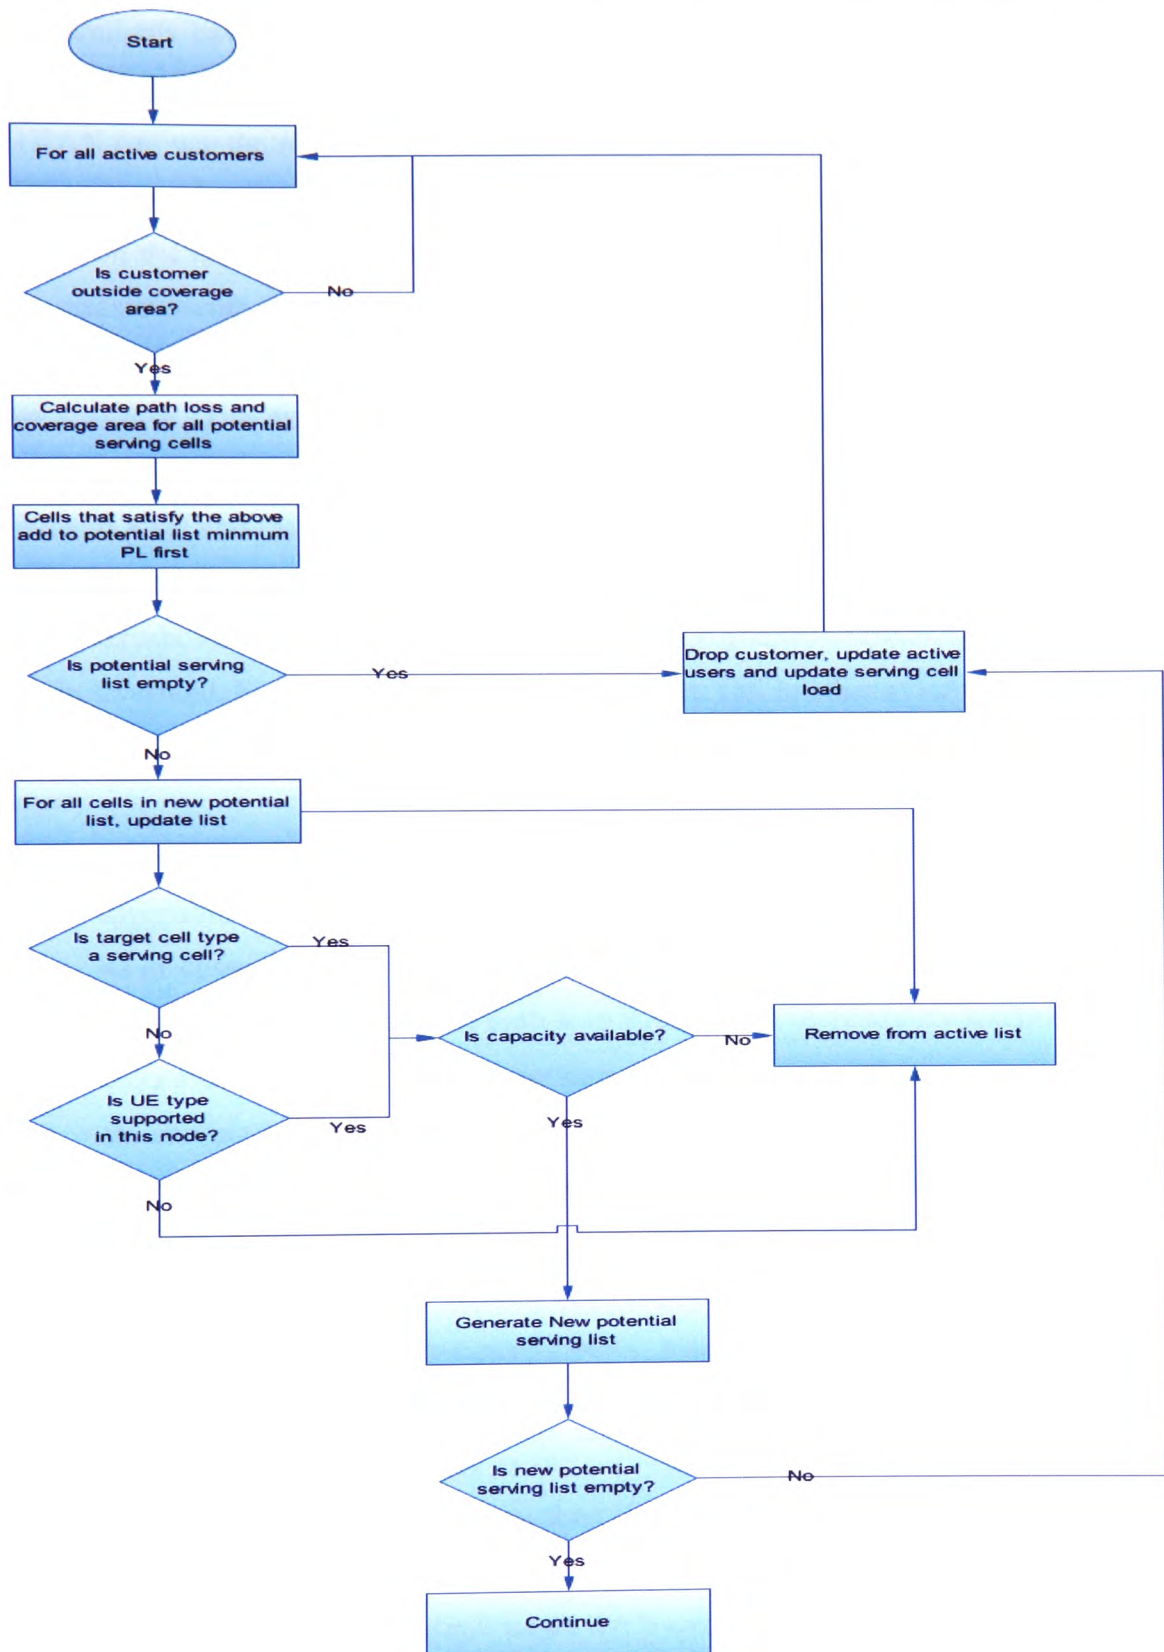 Start
For all active customers
Is customer
outside coverage
area?
No
Yes
Calculate path loss and
coverage area for all potential
serving cells
Cells that satisfy the above
add to potential list minmum
PL first
Is potential serving
list empty?
Yes
Drop customer, update active
users and update serving cell
load
No
For all cells in new potential
list, update list
Is target cell type
a serving cell?
Yes
No
Is capacity available?
No
Remove from active list
Is UE type
supported
in this node?
Yes
Yes
No
Generate New potential
serving list
Is new potential
serving list empty?
No
Yes
Continue